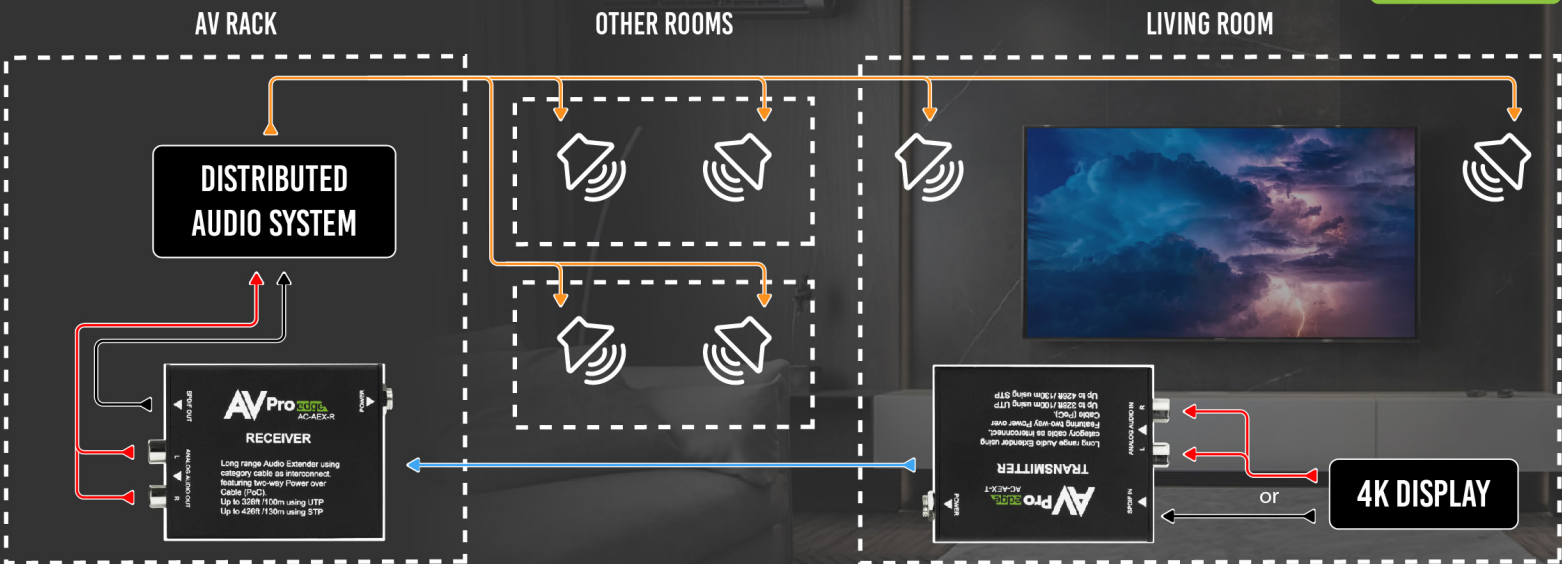 AV RACK
OTHER ROOMS
LIVING ROOM
DISTRIBUTED
AUDIO SYSTEM
SPDIF OUT
AVPro edge
AC-AEX-R
POWER
RECEIVER
L
ANALOG AUDIO OUT
R
Long range Audio Extender using
category cable as interconnect.
featuring two-way Power over
Cable (PoC).
Up to 328ft /100m using UTP
Up to 426ft /130m using STP
ANALOG AUDIO IN
R
L
SPDIF IN
POWER
AVPro edge
AC-AEX-T
TRANSMITTER
Long range Audio Extender using
category cable as interconnect.
Featuring two-way Power over
Cable (PoC).
Up to 328ft /100m using UTP
Up to 426ft /130m using STP
or
4K DISPLAY